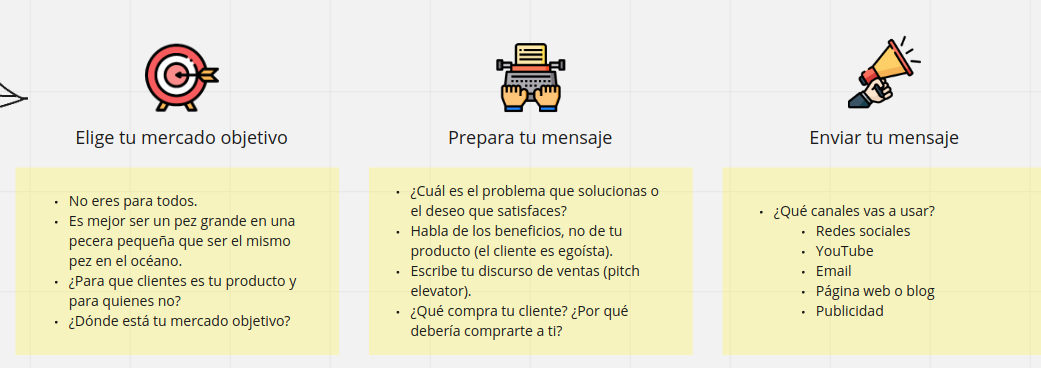 Elige tu mercado objetivo
• No eres para todos.
• Es mejor ser un pez grande en una
pecera pequeña que ser el mismo
pez en el océano.
• ¿Para que clientes es tu producto y
para quienes no?
• ¿Dónde está tu mercado objetivo?
Prepara tu mensaje
• ¿Cuál es el problema que solucionas o
el deseo que satisfaces?
• Habla de los beneficios, no de tu
producto (el cliente es egoísta).
• Escribe tu discurso de ventas (pitch
elevator).
• ¿Qué compra tu cliente? ¿Por qué
debería comprarte a ti?
Enviar tu mensaje
• ¿Qué canales vas a usar?
• Redes sociales
• YouTube
• Email
• Página web o blog
• Publicidad